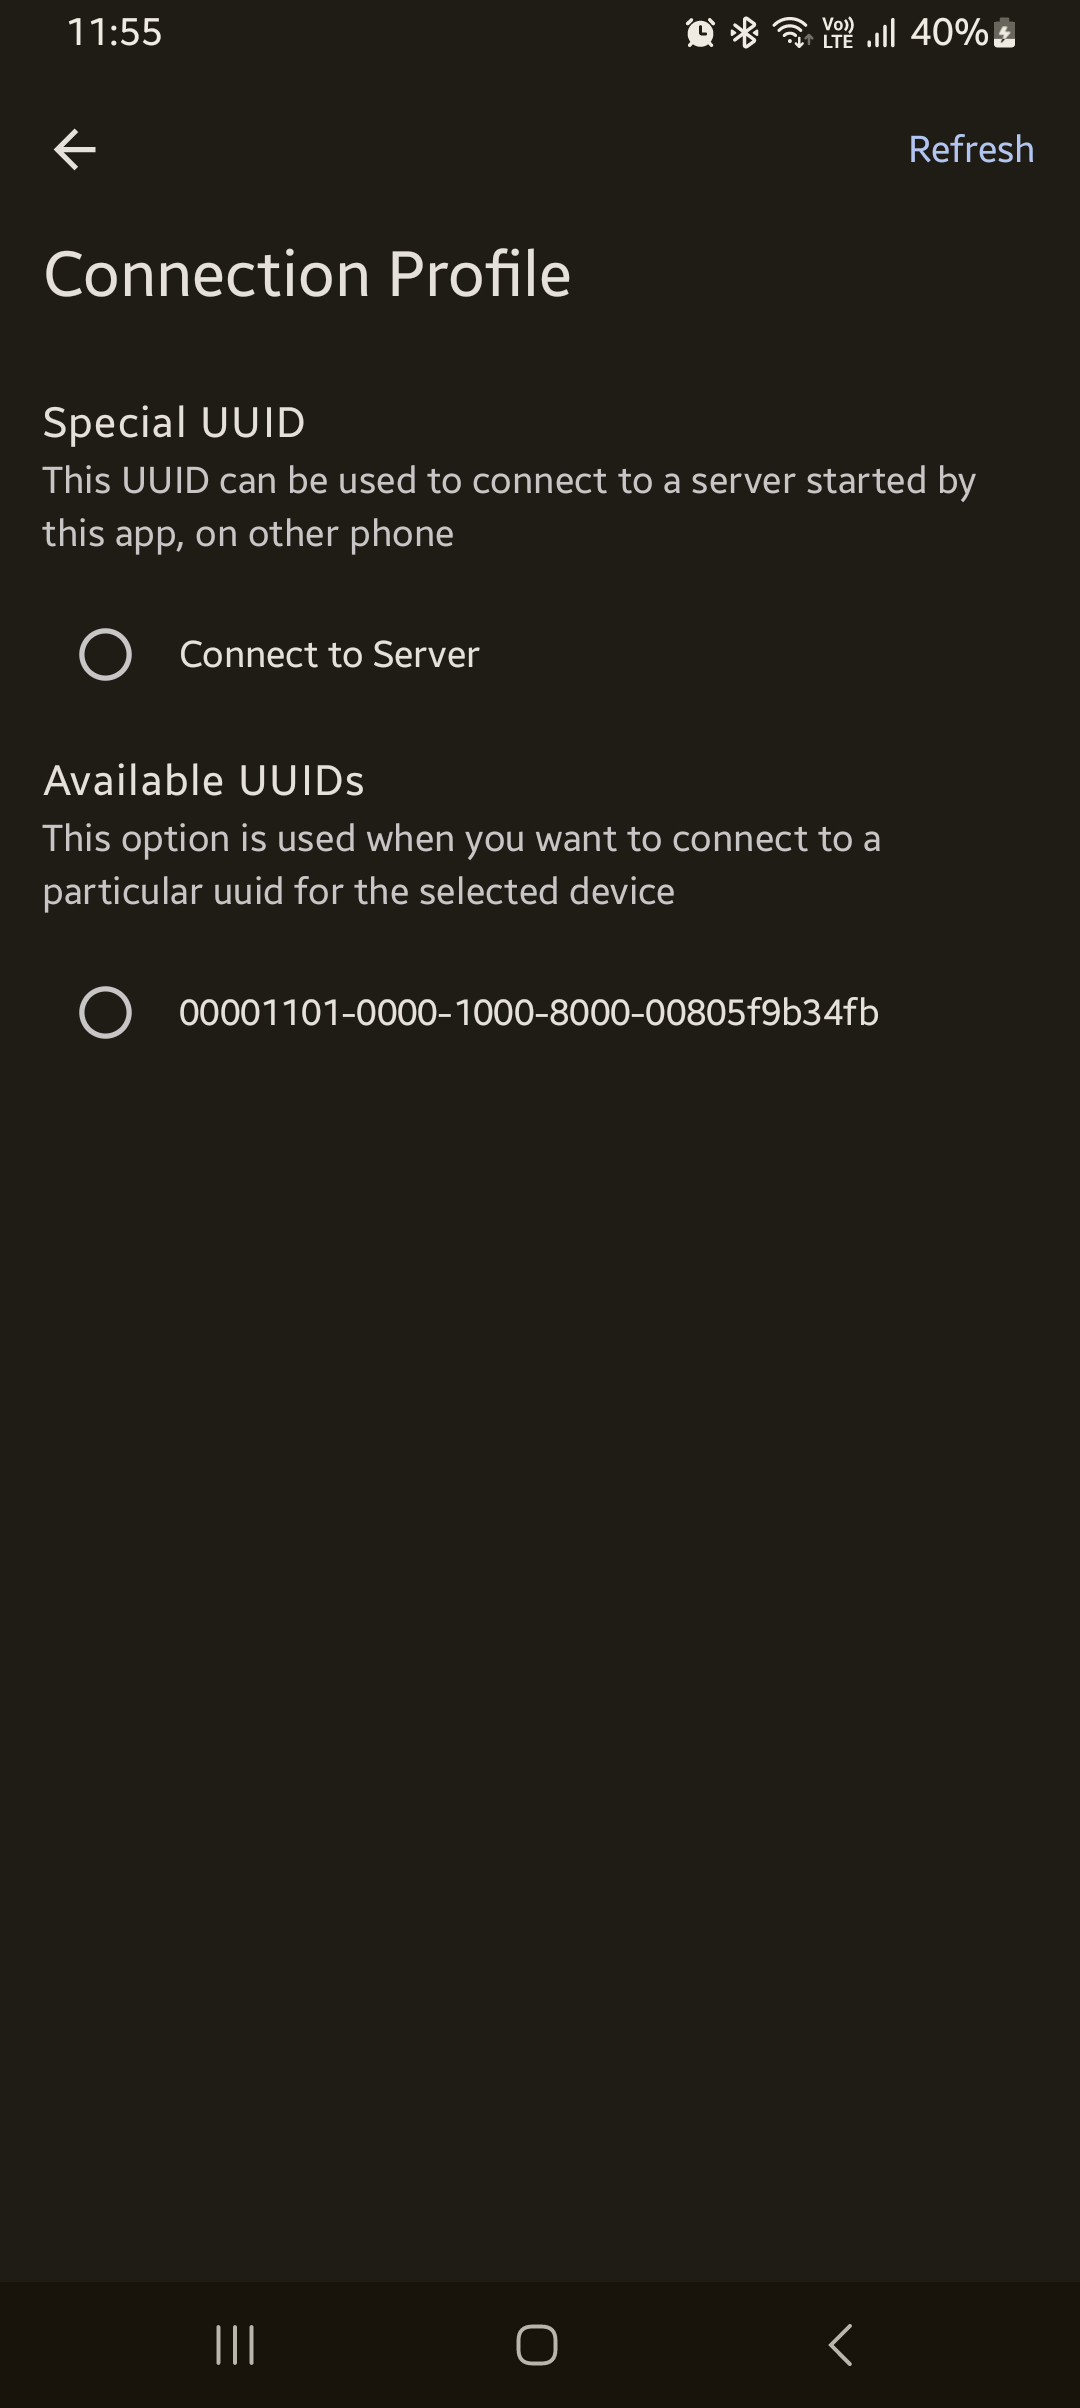 11:55
Vo)) LTE 40%
Refresh
Connection Profile
Special UUID
This UUID can be used to connect to a server started by
this app, on other phone
Connect to Server
Available UUIDs
This option is used when you want to connect to a
particular uuid for the selected device
00001101-0000-1000-8000-00805f9b34fb